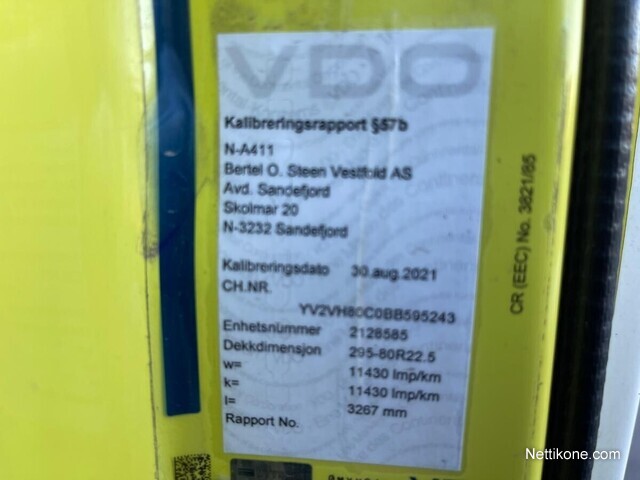 VDO
Kalibreringsrapport §57b
N-A411
Bertel O. Steen Vestfold AS
Avd. Sandefjord
Skolmar 20
N-3232 Sandefjord
Kalibreringsdato 30.aug.2021
CH.NR.
YV2VH80C0BB595243
Enhetsnummer 2128585
Dekkdimensjon 295-80R22.5
w= 11430 Imp/km
k= 11430 Imp/km
l= 3267 mm
Rapport No.
CR (EEC) No. 3821/85
Nettikone.com